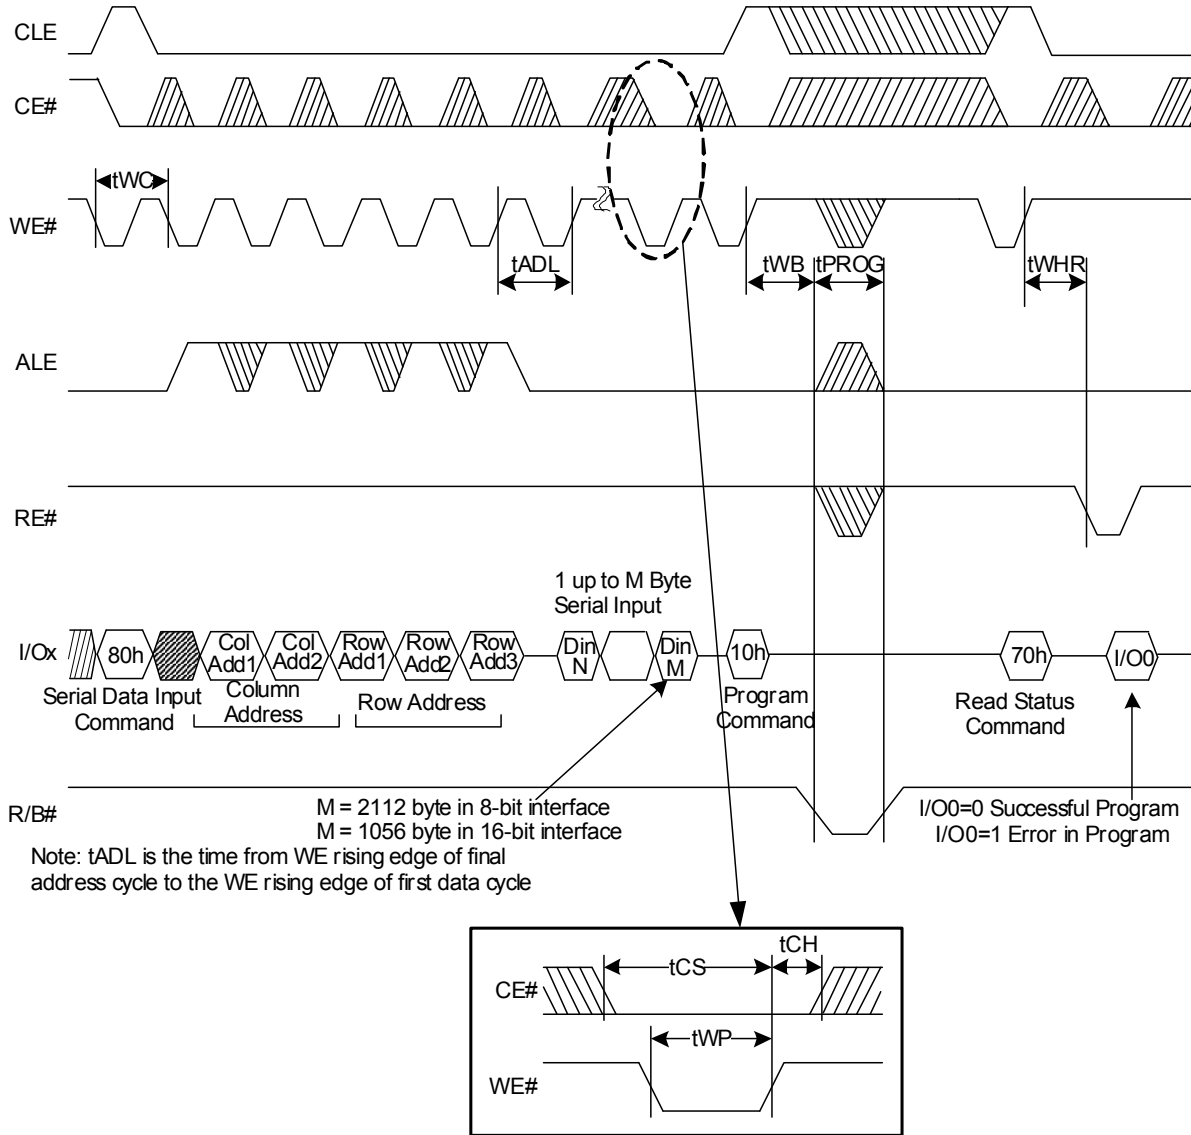 CLE
CE#
tWC
WE#
tADL
tWB
tPROG
tWHR
ALE
RE#
1 up to M Byte
Serial Input
I/Ox
80h
Col
Add1
Col
Add2
Row
Add1
Row
Add2
Row
Add3
Din
N
Din
M
10h
70h
I/O0
Serial Data Input
Command
Column
Address
Row Address
Program
Command
Read Status
Command
R/B#
M = 2112 byte in 8-bit interface
M = 1056 byte in 16-bit interface
I/O0=0 Successful Program
I/O0=1 Error in Program
Note: tADL is the time from WE rising edge of final
address cycle to the WE rising edge of first data cycle
tCH
tCS
CE#
tWP
WE#